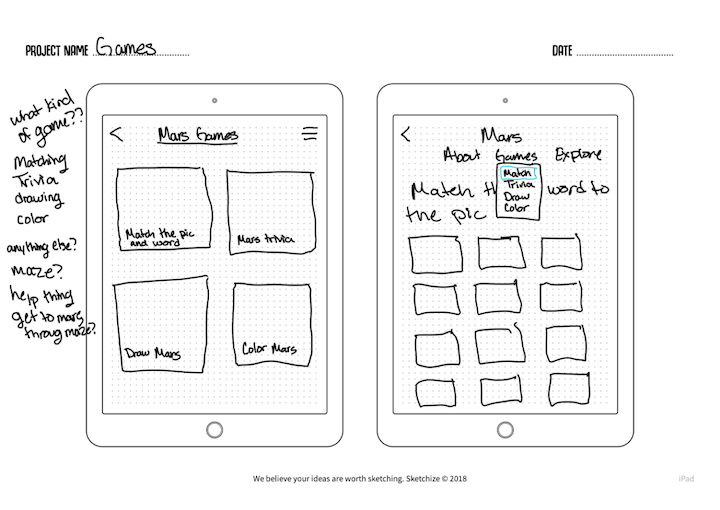 PROJECT NAME Games
DATE
what kind
of game??
Matching
Trivia
drawing
color
anything else?
maze?
help thing
get to mars
throug maze?
<
Mars Games
Match the pic
and word
Mars trivia
Draw Mars
Color Mars
<
Mars
About Games Explore
Match
Trivia
Draw
Color
Match th word to
the pic
We believe your ideas are worth sketching. Sketchize © 2018
iPad